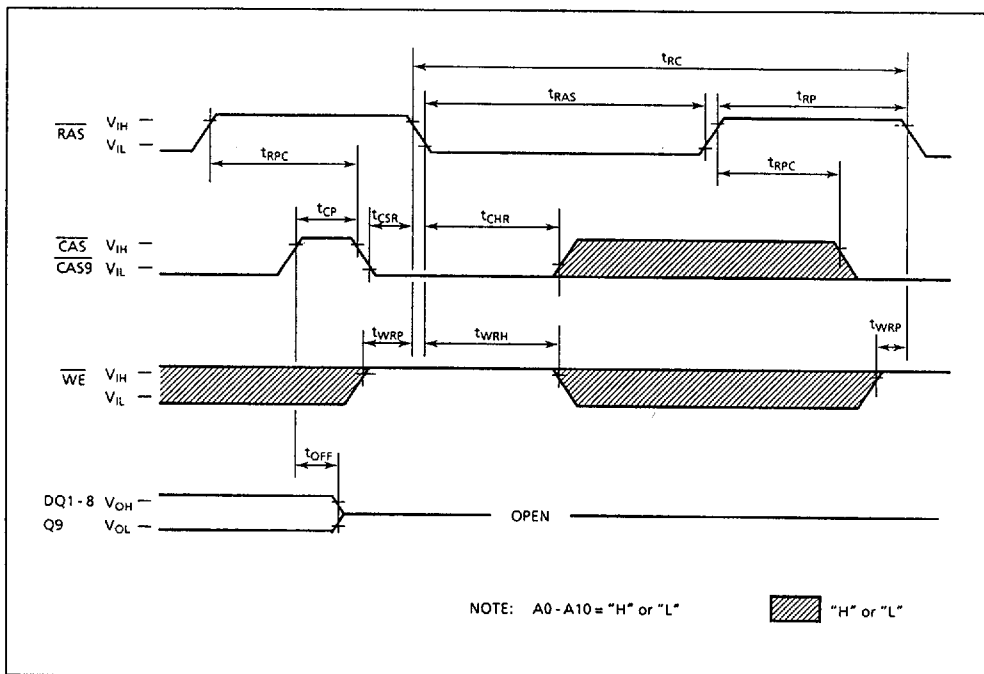 tRC
tRAS
tRP
RAS
VIH
VIL
tRPC
tRPC
tCP
tCSR
tCHR
CAS
VIH
CAS9
VIL
tWRP
tWRH
tWRP
WE
VIH
VIL
tOFF
DQ1 - 8
VOH
Q9
VOL
OPEN
NOTE: A0 - A10 = "H" or "L"
"H" or "L"